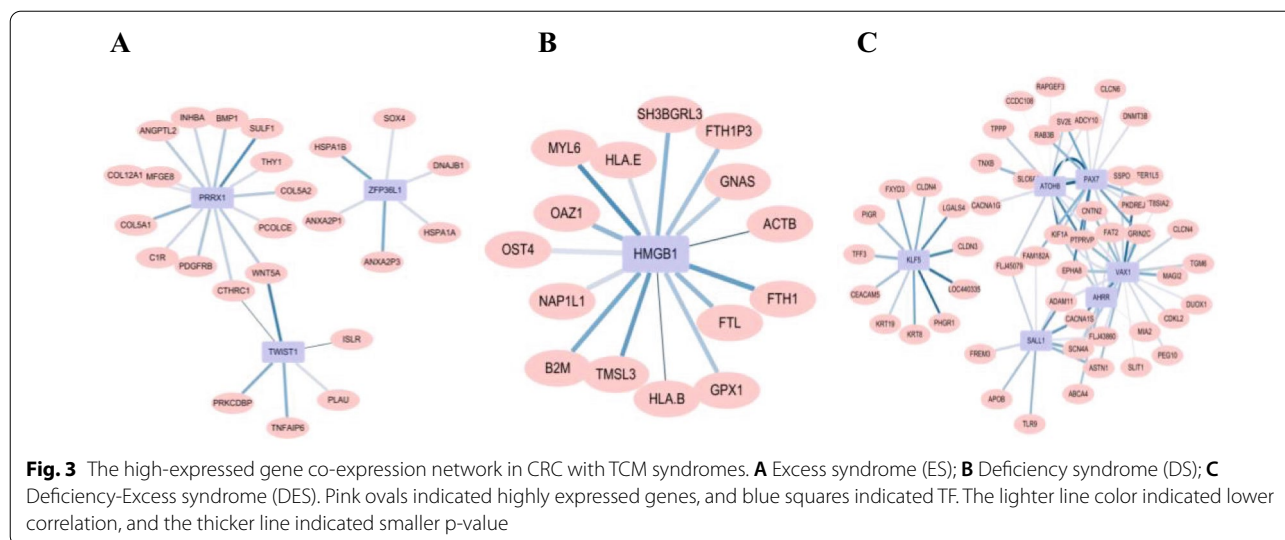 A
B
C
INHBA
BMP1
ANGPTL2
SULF1
THY1
COL12A1
MFGE8
PRRX1
COL5A2
COL5A1
PCOLCE
C1R
PDGFRB
WNT5A
CTHRC1
TWIST1
ISLR
PRKCDBP
PLAU
TNFAIP6
SOX4
HSPA1B
DNAJB1
ZFP36L1
ANXA2P1
HSPA1A
ANXA2P3
SH3BGRL3
FTH1P3
MYL6
HLA.E
GNAS
OAZ1
ACTB
OST4
HMGB1
NAP1L1
FTH1
FTL
B2M
TMSL3
HLA.B
GPX1
RAPGEF3
CLCN6
CCDC108
SV2B
ADCY10
DNMT3B
TPPP
RAB3B
TNXB
SSPO
ATOH8
PAX7
CACNA1G
CNTN2
PKDREJ
KIF1A
FAT2
PTPRVP
GRIN2C
FLJ45079
FAM182A
CLCN4
EPHA8
VAX1
TGM6
MAGI2
ADAM11
AHRR
DUOX1
CACNA1S
CDKL2
SALL1
FLJ43860
MIA2
PEG10
FREM3
SCN4A
ASTN1
SLIT1
APOB
ABCA4
TLR9
FXYD3
CLDN4
PIGR
LGALS4
TFF3
KLF5
CLDN3
CEACAM5
LOC440335
KRT19
KRT8
PHGR1
Fig. 3 The high-expressed gene co-expression network in CRC with TCM syndromes. A Excess syndrome (ES); B Deficiency syndrome (DS); C
Deficiency-Excess syndrome (DES). Pink ovals indicated highly expressed genes, and blue squares indicated TF. The lighter line color indicated lower
correlation, and the thicker line indicated smaller p-value